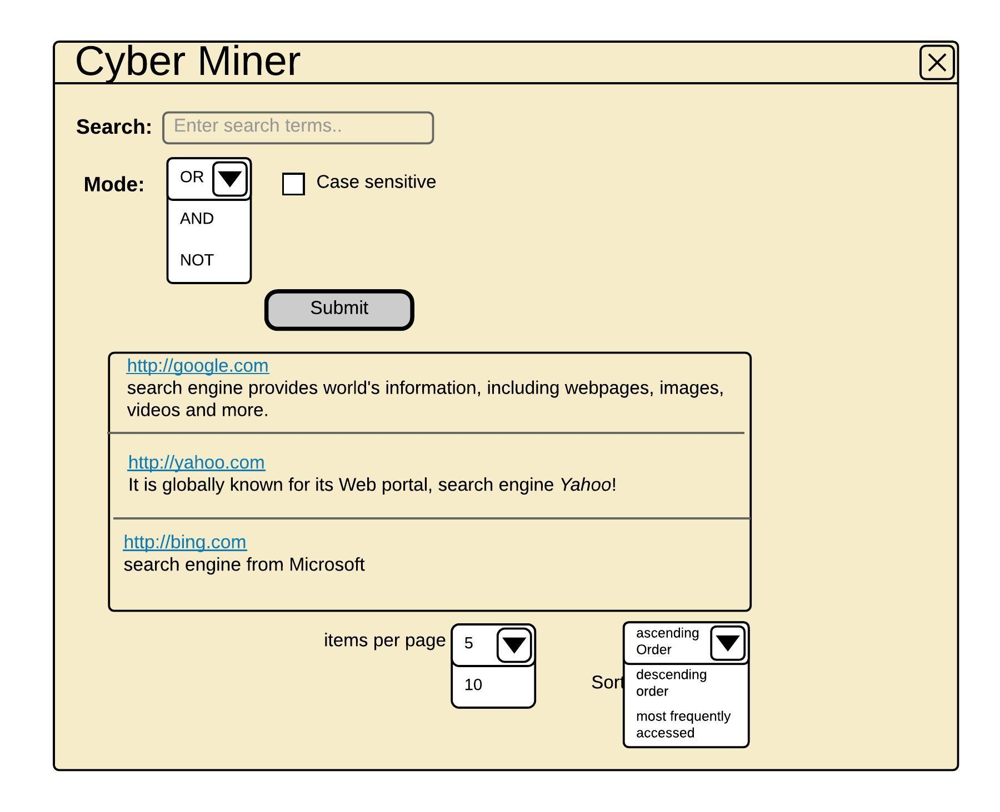 Cyber Miner
Search: Enter search terms..
Mode: OR Case sensitive
AND
NOT
Submit
http://google.com
search engine provides world's information, including webpages, images,
videos and more.
http://yahoo.com
It is globally known for its Web portal, search engine Yahoo!
http://bing.com
search engine from Microsoft
items per page 5
10
Sort
ascending
Order
descending
order
most frequently
accessed